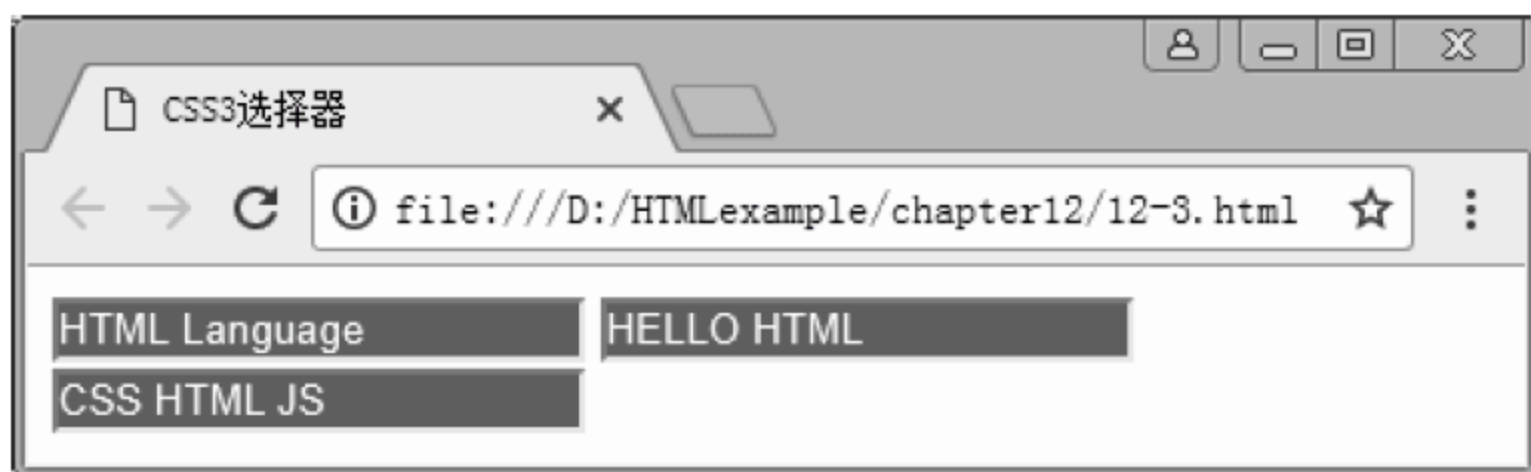 CSS3选择器
file:///D:/HTMLexample/chapter12/12-3.html
HTML Language HELLO HTML
CSS HTML JS